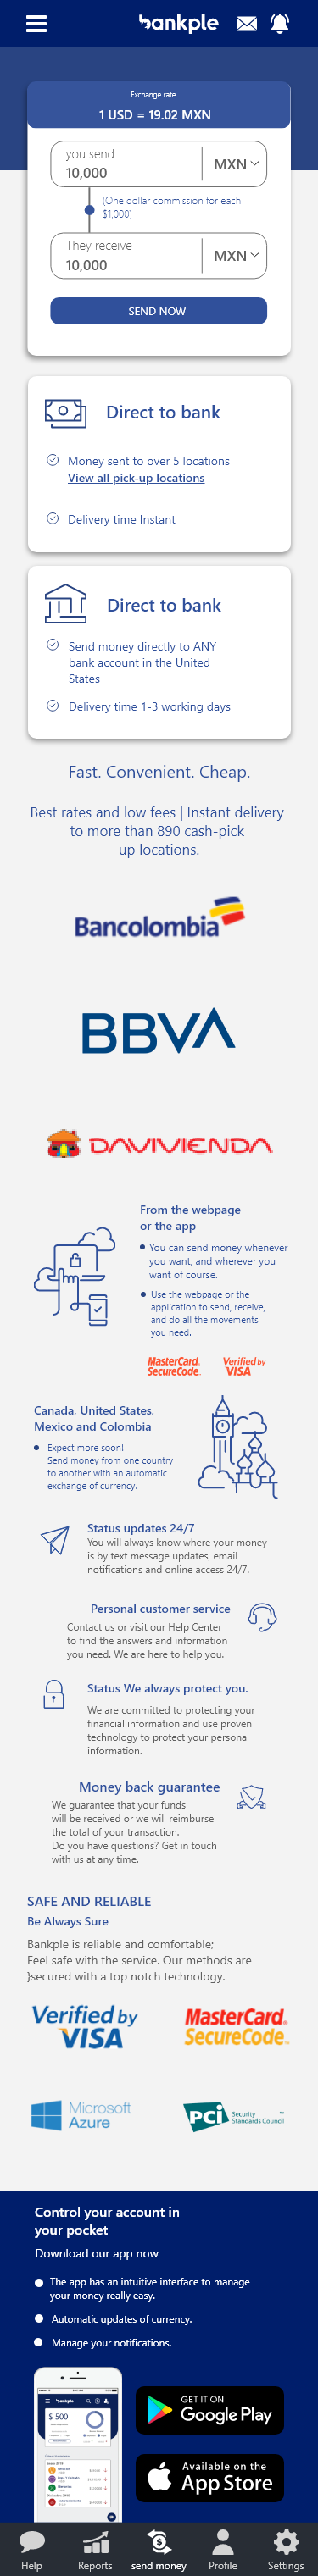 bankple
Exchange rate
1 USD = 19.02 MXN
you send
10,000
MXN
(One dollar commission for each
$1,000)
They receive
10,000
MXN
SEND NOW
Direct to bank
Money sent to over 5 locations
View all pick-up locations
Delivery time Instant
Direct to bank
Send money directly to ANY
bank account in the United
States
Delivery time 1-3 working days
Fast. Convenient. Cheap.
Best rates and low fees | Instant delivery
to more than 890 cash-pick
up locations.
Bancolombia
BBVA
DAVIVIENDA
From the webpage
or the app
You can send money whenever
you want, and wherever you
want of course.
Use the webpage or the
application to send, receive,
and do all the movements
you need.
MasterCard.
SecureCode.
Verified by
VISA
Canada, United States,
Mexico and Colombia
Expect more soon!
Send money from one country
to another with an automatic
exchange of currency.
Status updates 24/7
You will always know where your money
is by text message updates, email
notifications and online access 24/7.
Personal customer service
Contact us or visit our Help Center
to find the answers and information
you need. We are here to help you.
Status We always protect you.
We are committed to protecting your
financial information and use proven
technology to protect your personal
information.
Money back guarantee
We guarantee that your funds
will be received or we will reimburse
the total of your transaction.
Do you have questions? Get in touch
with us at any time.
SAFE AND RELIABLE
Be Always Sure
Bankple is reliable and comfortable;
Feel safe with the service. Our methods are
}secured with a top notch technology.
Verified by
VISA
MasterCard.
SecureCode.
Microsoft
Azure
PCI Security
Standards Council
Control your account in
your pocket
Download our app now
The app has an intuitive interface to manage
your money really easy.
Automatic updates of currency.
Manage your notifications.
bankple
$ 500
GET IT ON
Google Play
Available on the
App Store
Help
Reports
send money
Profile
Settings